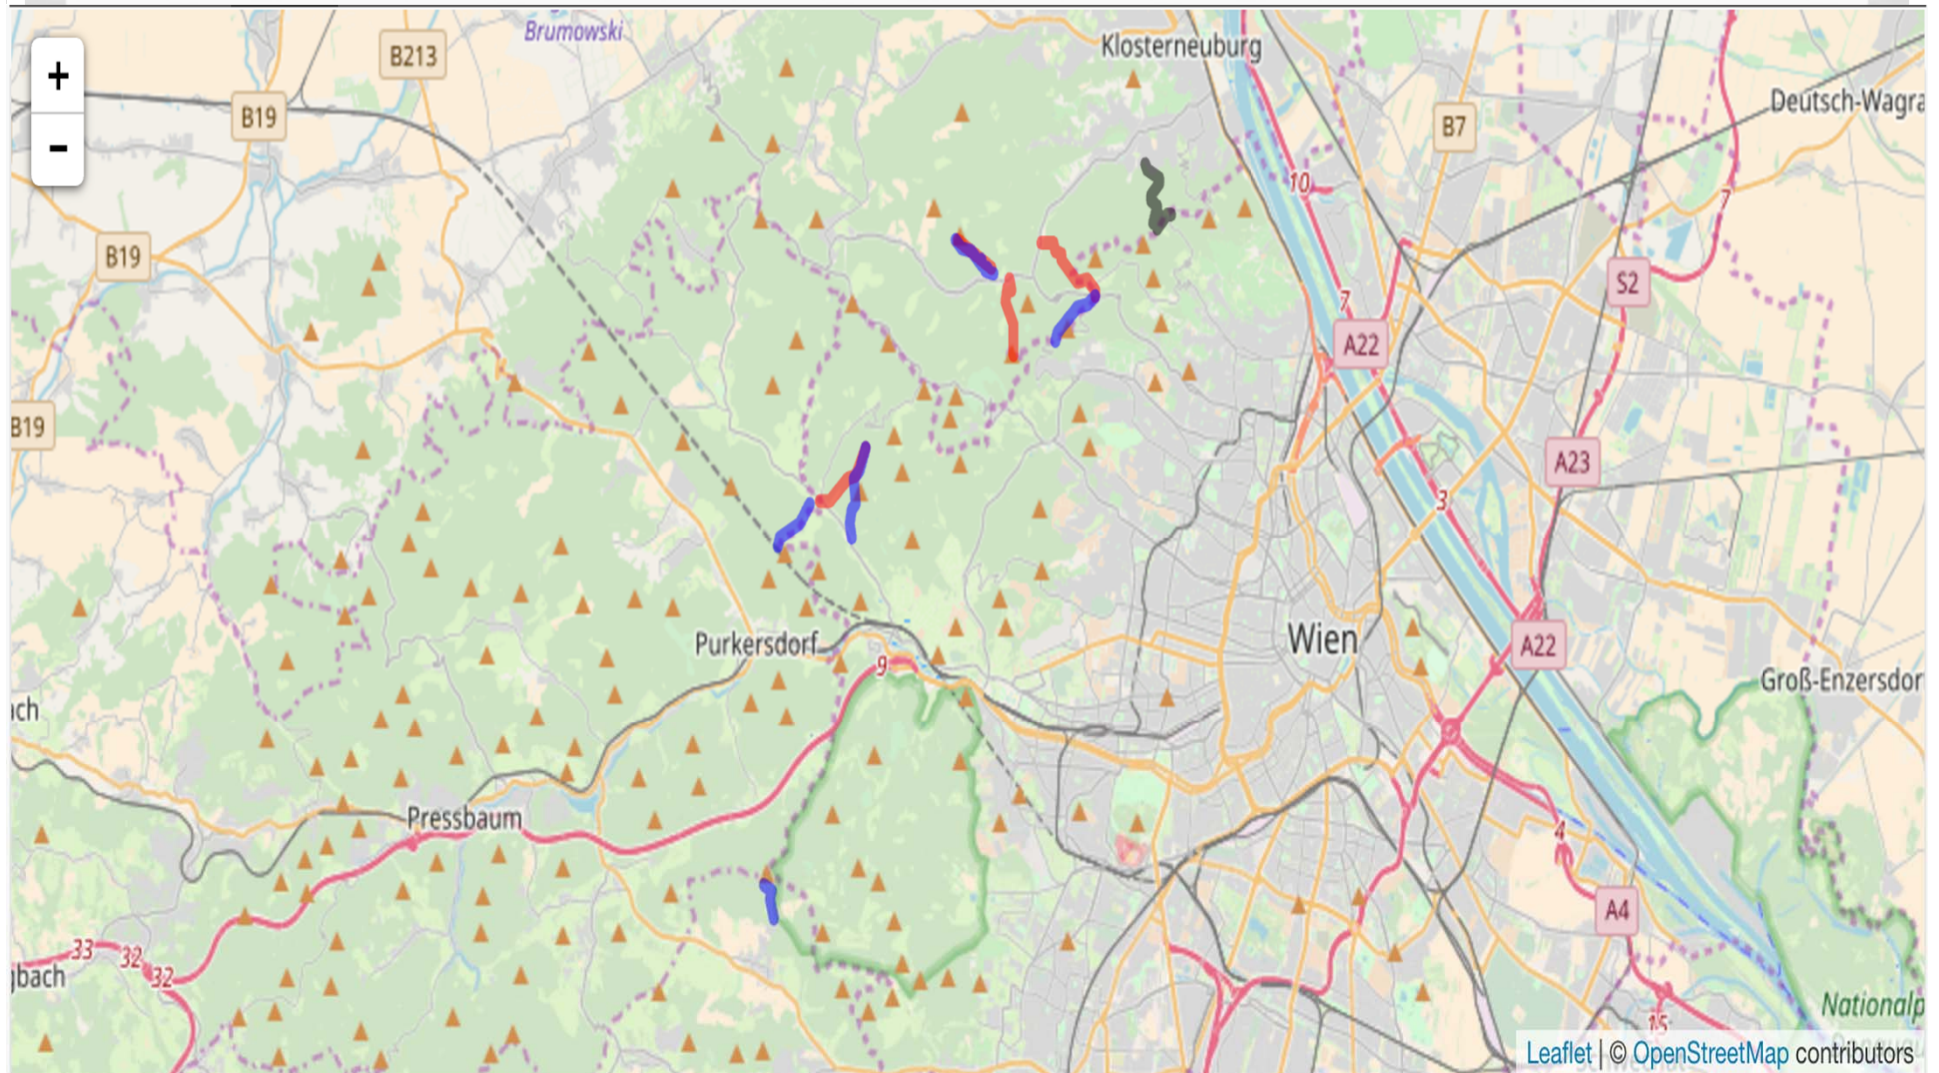 Brumowski
Klosterneuburg
B213
+
Deutsch-Wagra
B19
B7
−
10
7
B19
S2
7
A22
B19
A23
3
Wien
A22
Purkersdorf
9
Groß-Enzersdor
ch
Pressbaum
4
A4
33
32
32
gbach
Nationalp
15
Leaflet | © OpenStreetMap contributors